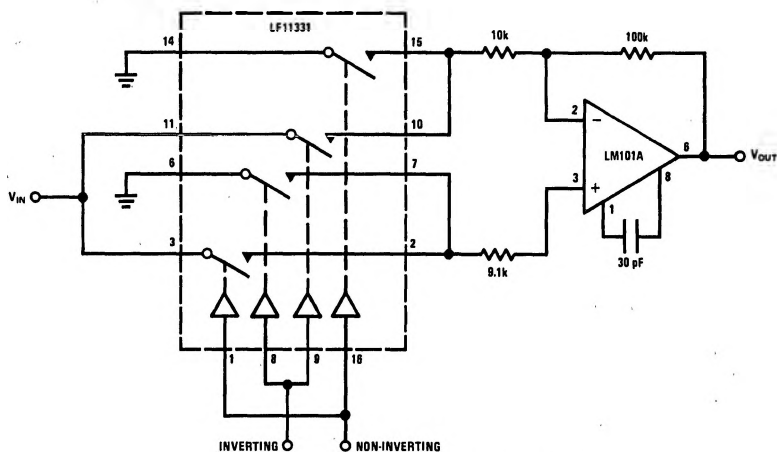 LF11331
14
15
10k
100k
11
10
2
−
6
7
LM101A
6
V_OUT
8
V_IN
3
+
1
3
2
9.1k
30 pF
1
8
9
16
INVERTING
NON-INVERTING